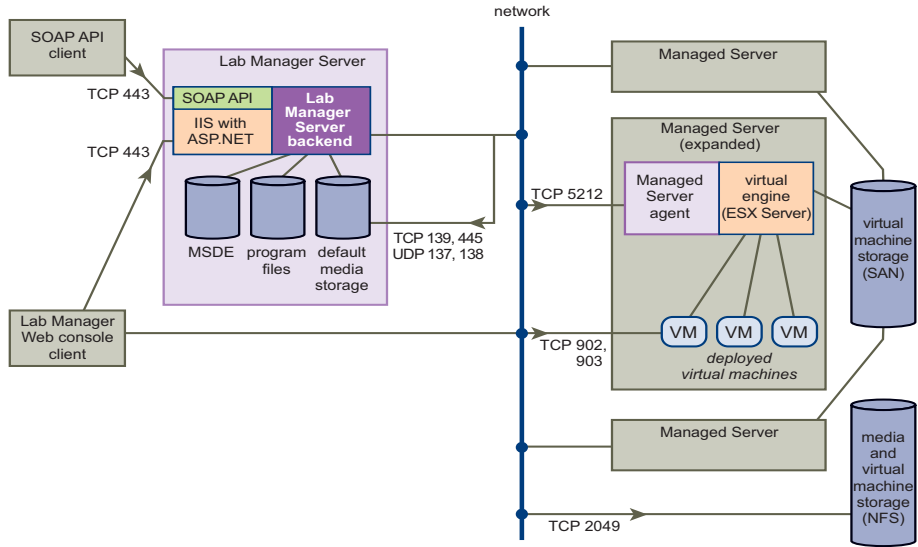 network
SOAP API
client
TCP 443
Lab Manager Server
SOAP API
IIS with
ASP.NET
Lab
Manager
Server
backend
TCP 443
MSDE
program
files
default
media
storage
TCP 139, 445
UDP 137, 138
Lab Manager
Web console
client
Managed Server
Managed Server
(expanded)
TCP 5212
Managed
Server
agent
virtual
engine
(ESX Server)
VM
VM
VM
deployed
virtual machines
TCP 902,
903
virtual
machine
storage
(SAN)
Managed Server
media
and
virtual
machine
storage
(NFS)
TCP 2049